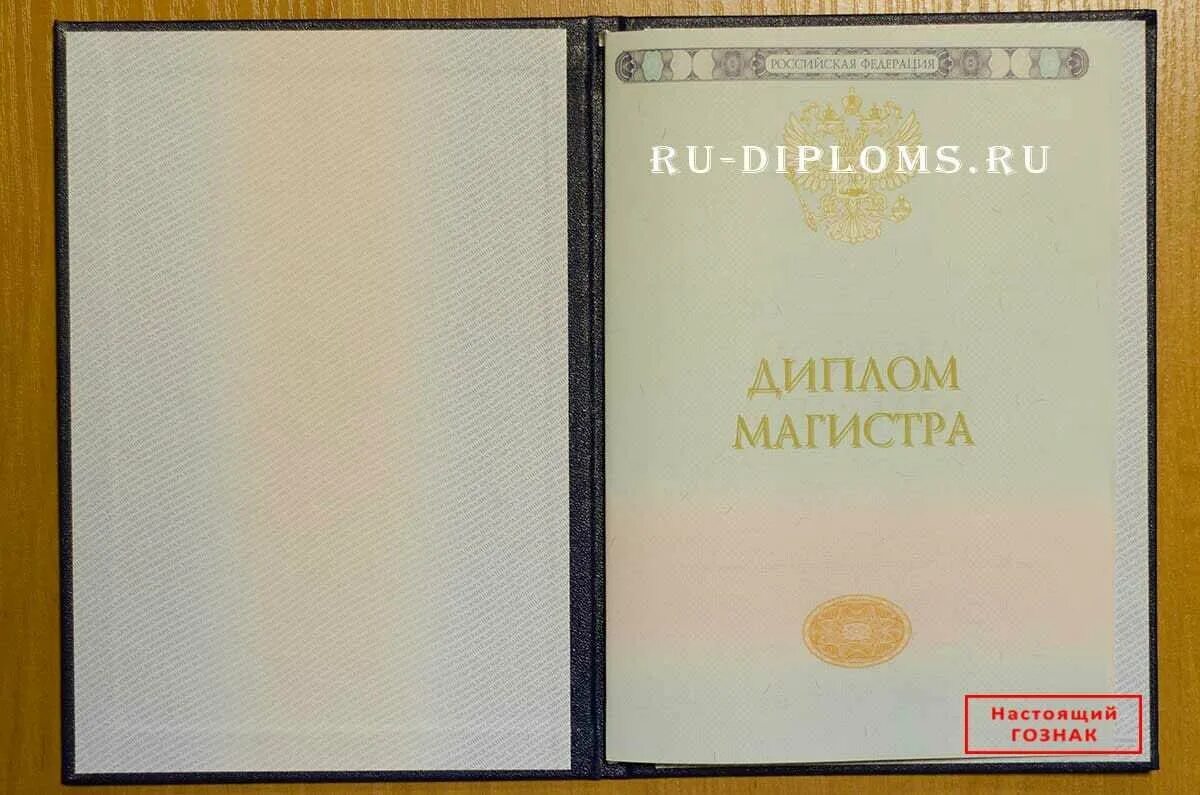 РОССИЙСКАЯ ФЕДЕРАЦИЯ
RU-DIPLOMS.RU
ДИПЛОМ
МАГИСТРА
Настоящий
ГОЗНАК